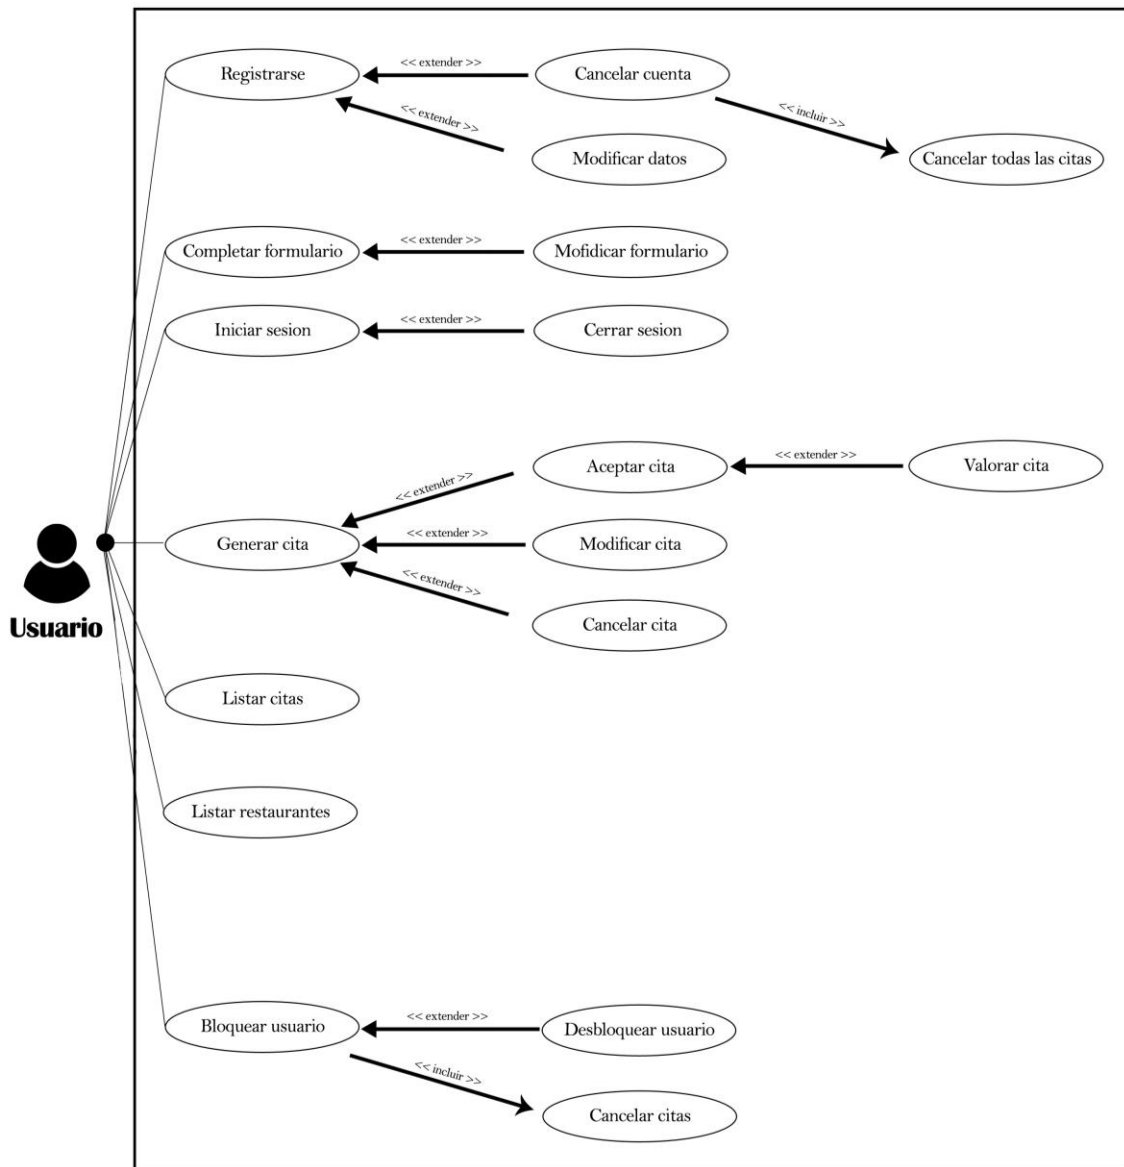 Registrarse
<< extender >>
Cancelar cuenta
<< extender >>
<< incluir >>
Modificar datos
Cancelar todas las citas
Completar formulario
<< extender >>
Mofidicar formulario
Iniciar sesion
<< extender >>
Cerrar sesion
<< extender >>
Aceptar cita
<< extender >>
Valorar cita
Generar cita
<< extender >>
Modificar cita
<< extender >>
Cancelar cita
Usuario
Listar citas
Listar restaurantes
Bloquear usuario
<< extender >>
Desbloquear usuario
<< incluir >>
Cancelar citas